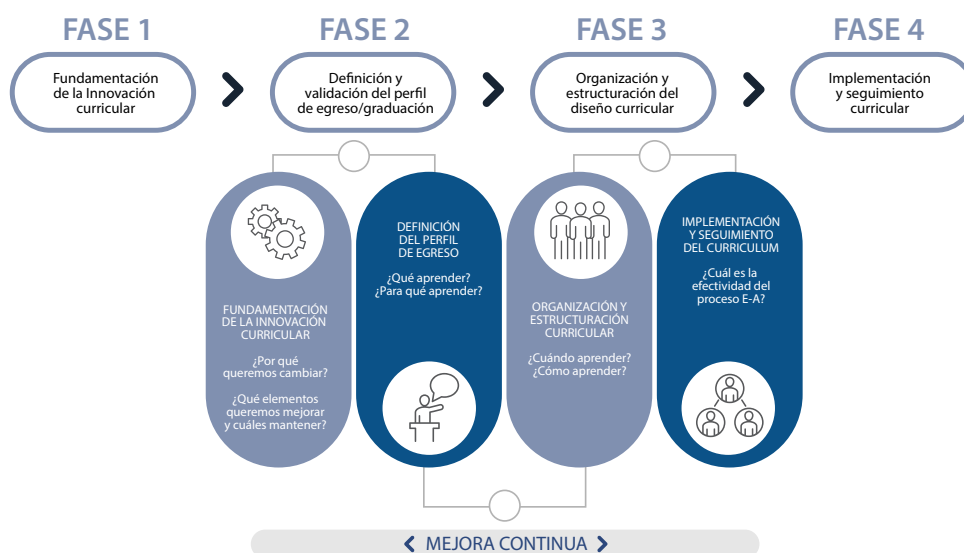 FASE 1
Fundamentación
de la Innovación
curricular
FASE 2
Definición y
validación del perfil
de egreso/graduación
FASE 3
Organización y
estructuración del
diseño curricular
FASE 4
Implementación
y seguimiento
curricular
FUNDAMENTACIÓN
DE LA INNOVACIÓN
CURRICULAR
¿Por qué
queremos cambiar?
¿Qué elementos
queremos mejorar
y cuáles mantener?
DEFINICIÓN
DEL PERFIL
DE EGRESO
¿Qué aprender?
¿Para qué aprender?
ORGANIZACIÓN Y
ESTRUCTURACIÓN
CURRICULAR
¿Cuándo aprender?
¿Cómo aprender?
IMPLEMENTACIÓN
Y SEGUIMIENTO
DEL CURRICULUM
¿Cuál es la
efectividad del
proceso E-A?
MEJORA CONTINUA